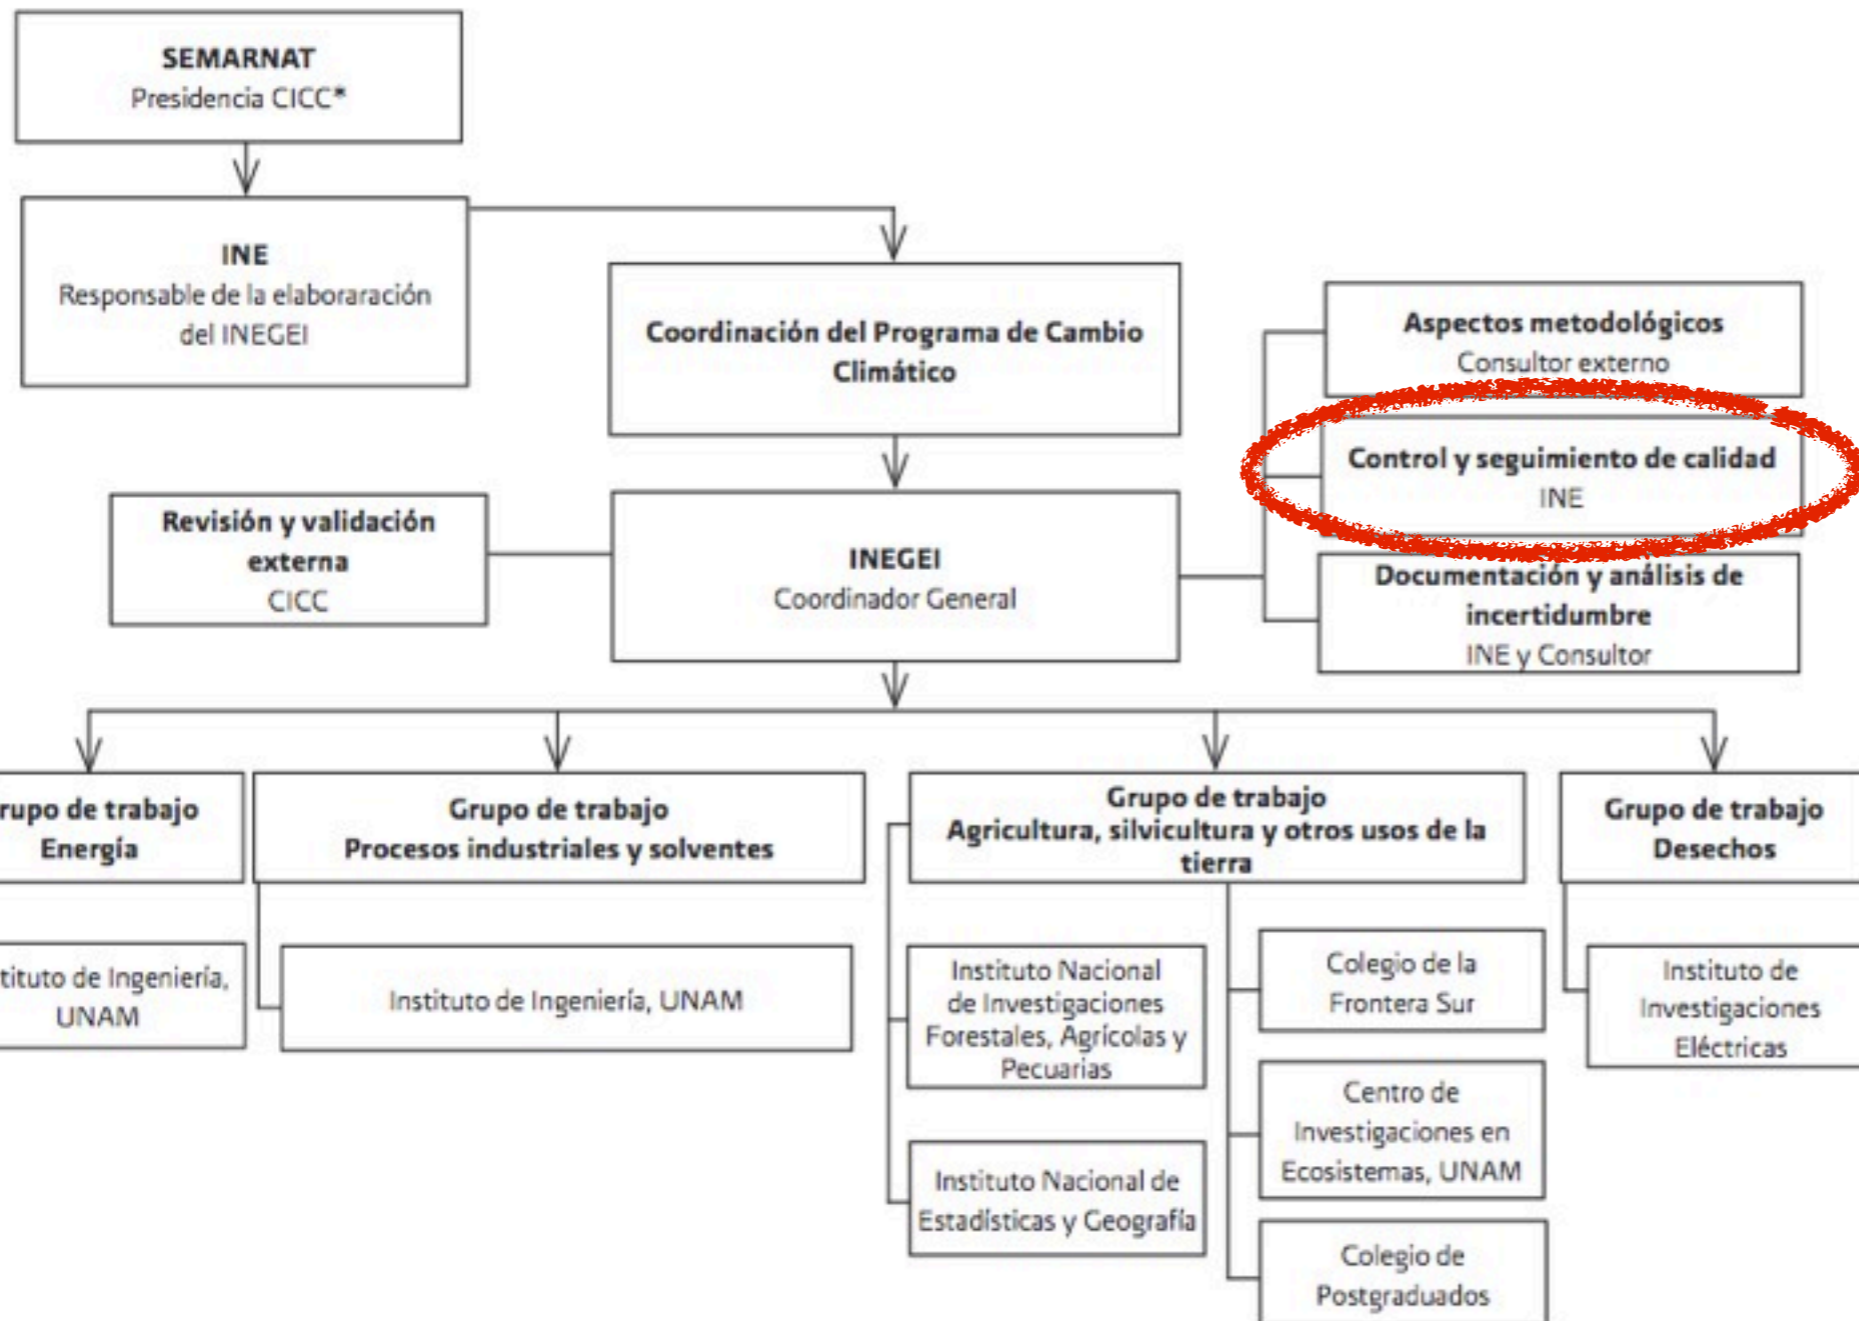 SEMARNAT
Presidencia CICC*
INE
Responsable de la elaboraración
del INEGEI
Coordinación del Programa de Cambio
Climático
Aspectos metodológicos
Consultor externo
Control y seguimiento de calidad
INE
Documentación y análisis de
incertidumbre
INE y Consultor
Revisión y validación
externa
CICC
INEGEI
Coordinador General
rupo de trabajo
Energía
Grupo de trabajo
Procesos industriales y solventes
Grupo de trabajo
Agricultura, silvicultura y otros usos de la
tierra
Grupo de trabajo
Desechos
tituto de Ingeniería,
UNAM
Instituto de Ingeniería, UNAM
Instituto Nacional
de Investigaciones
Forestales, Agrícolas y
Pecuarias
Instituto Nacional de
Estadísticas y Geografía
Colegio de la
Frontera Sur
Centro de
Investigaciones en
Ecosistemas, UNAM
Colegio de
Postgraduados
Instituto de
Investigaciones
Eléctricas